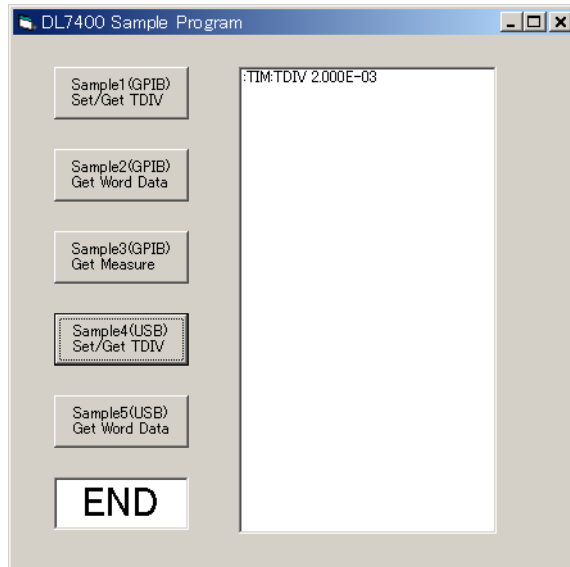 DL7400 Sample Program
Sample1(GPIB)
Set/Get TDIV
Sample2(GPIB)
Get Word Data
Sample3(GPIB)
Get Measure
Sample4(USB)
Set/Get TDIV
Sample5(USB)
Get Word Data
END
:TIM:TDIV 2.000E-03